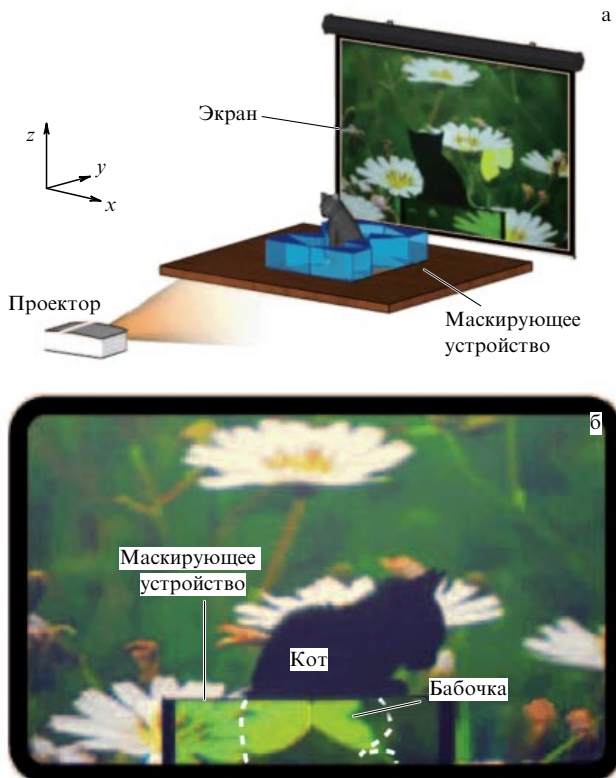 а
Экран
z
y
x
Проектор
Маскирующее
устройство
б
Маскирующее
устройство
Кот
Бабочка